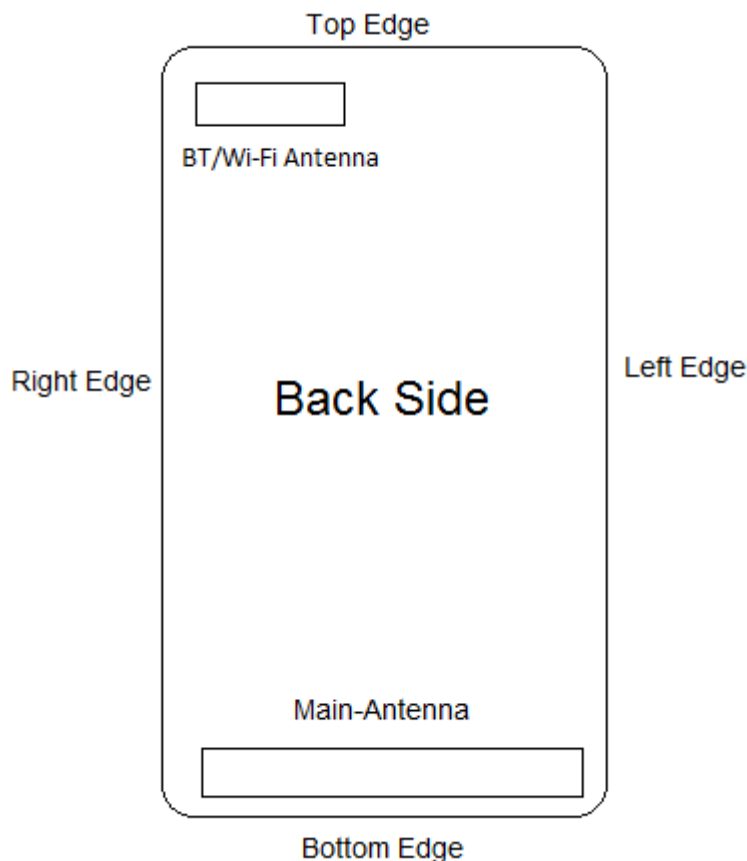 Top Edge
BT/Wi-Fi Antenna
Right Edge
Back Side
Left Edge
Main-Antenna
Bottom Edge